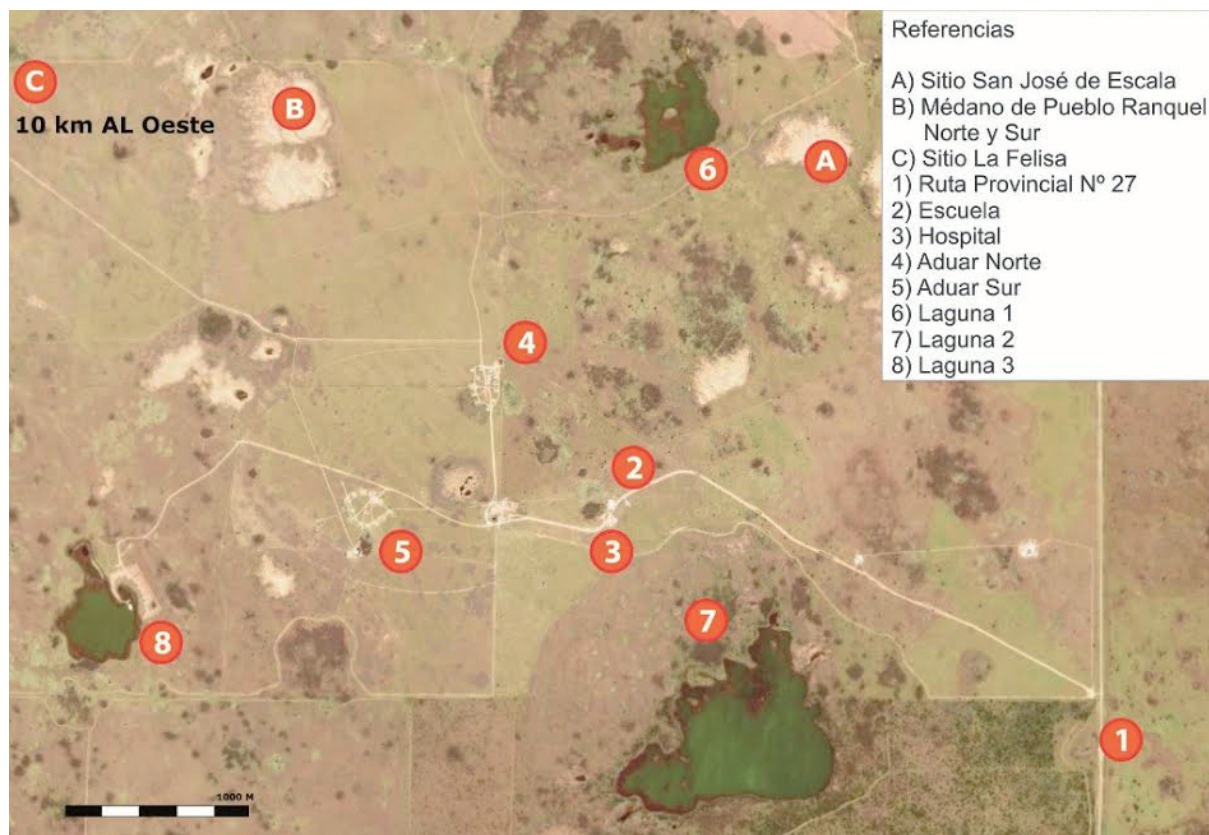 Referencias
A) Sitio San José de Escala
B) Médano de Pueblo Ranquel
Norte y Sur
C) Sitio La Felisa
1) Ruta Provincial Nº 27
2) Escuela
3) Hospital
4) Aduar Norte
5) Aduar Sur
6) Laguna 1
7) Laguna 2
8) Laguna 3
C
10 km AL Oeste
B
6
A
4
2
5
3
7
8
1
1000 M